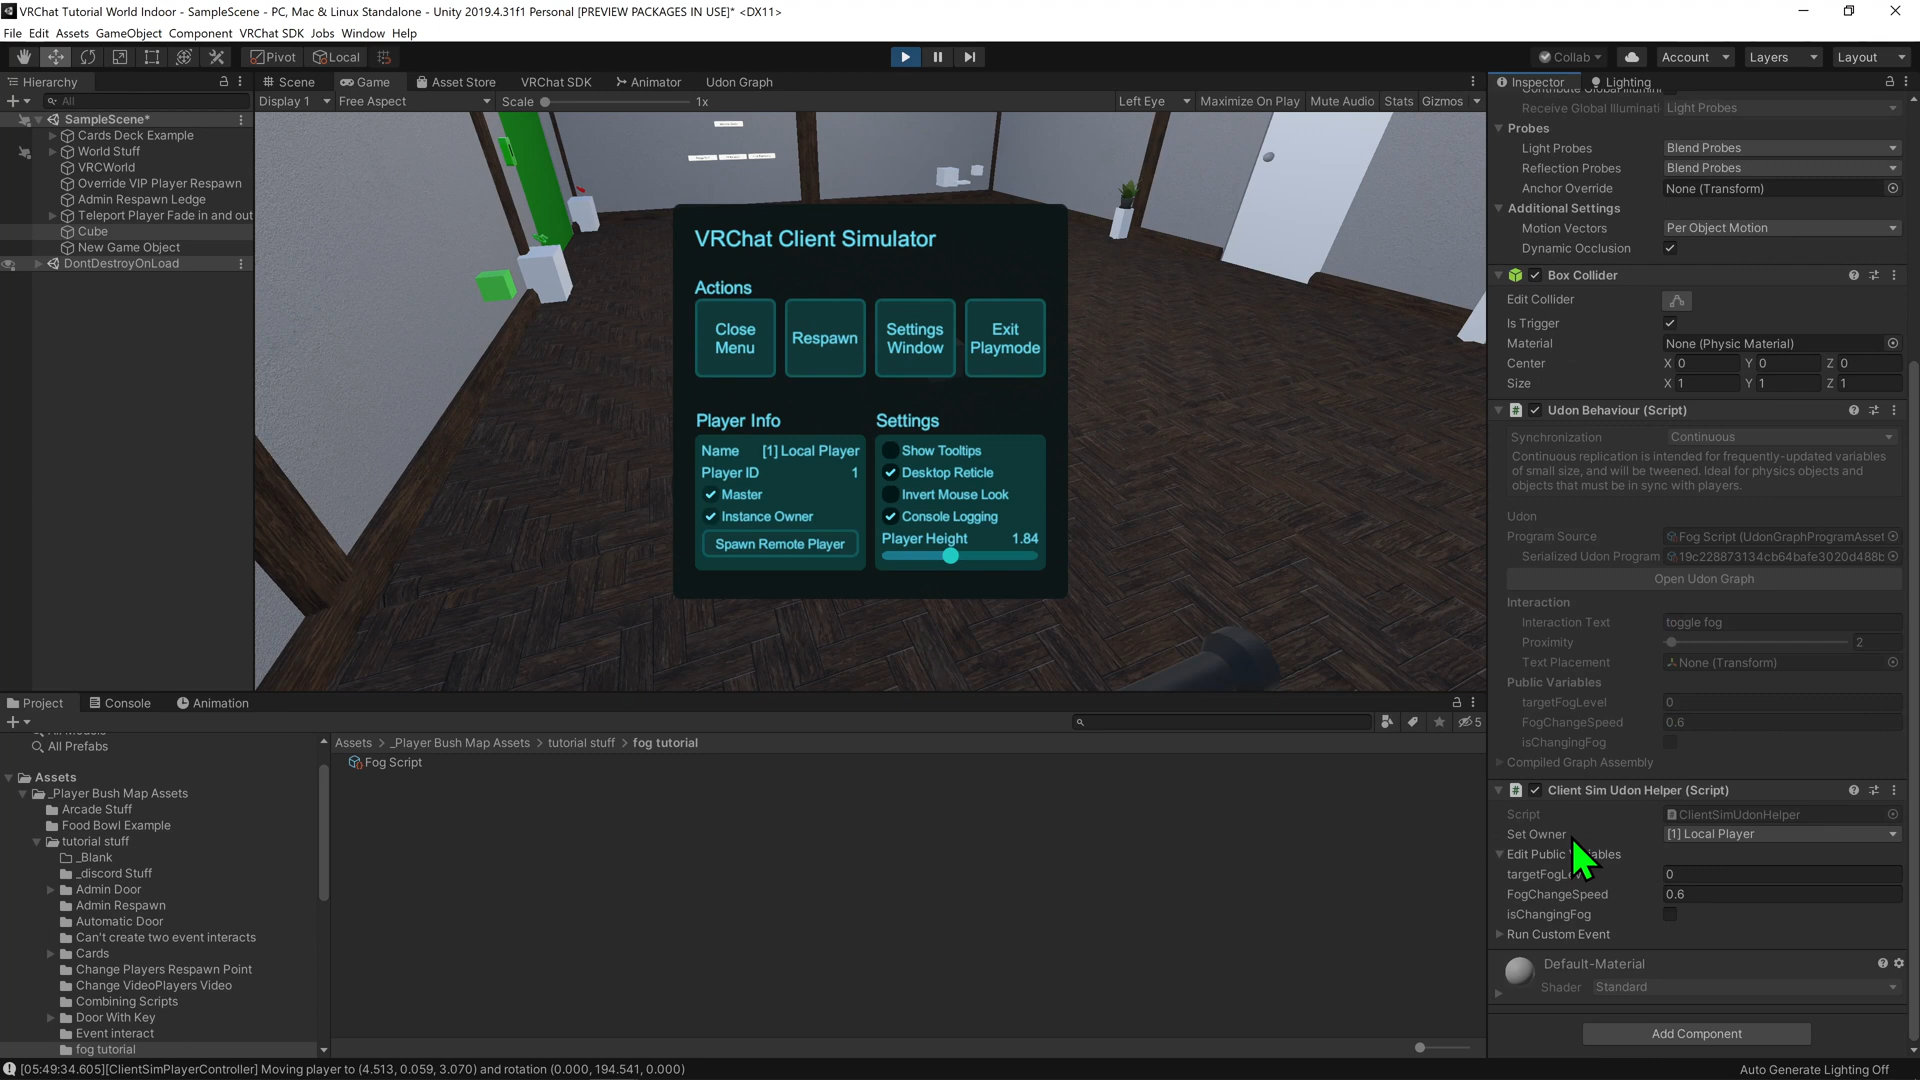 VRChat Tutorial World Indoor - SampleScene - PC, Mac & Linux Standalone - Unity 2019.4.31f1 Personal [PREVIEW PACKAGES IN USE]* <DX11>
File Edit Assets GameObject Component VRChat SDK Jobs Window Help
Pivot Local Collab Account Layers Layout
Hierarchy
All
SampleScene*
Cards Deck Example
World Stuff
VRCWorld
Override VIP Player Respawn
Admin Respawn Ledge
Teleport Player Fade in and out
Cube
New Game Object
DontDestroyOnLoad
Scene Game Asset Store VRChat SDK Animator Udon Graph
Display 1 Free Aspect Scale 1x Left Eye Maximize On Play Mute Audio Stats Gizmos
VRChat Client Simulator
Actions
Close Menu
Respawn
Settings Window
Exit Playmode
Player Info
Name [1] Local Player
Player ID 1
Master
Instance Owner
Spawn Remote Player
Settings
Show Tooltips
Desktop Reticle
Invert Mouse Look
Console Logging
Player Height 1.84
Inspector Lighting
Receive Global Illuminati Light Probes
Probes
Light Probes Blend Probes
Reflection Probes Blend Probes
Anchor Override None (Transform)
Additional Settings
Motion Vectors Per Object Motion
Dynamic Occlusion
Box Collider
Edit Collider
Is Trigger
Material None (Physic Material)
Center X 0 Y 0 Z 0
Size X 1 Y 1 Z 1
Udon Behaviour (Script)
Synchronization Continuous
Continuous replication is intended for frequently-updated variables
of small size, and will be tweened. Ideal for physics objects and
objects that must be in sync with players.
Udon
Program Source Fog Script (UdonGraphProgramAsset
Serialized Udon Program 19c228873134cb64bafe3020d488b
Open Udon Graph
Interaction
Interaction Text toggle fog
Proximity 2
Text Placement None (Transform)
Public Variables
targetFogLevel 0
FogChangeSpeed 0.6
isChangingFog
Compiled Graph Assembly
Client Sim Udon Helper (Script)
Script ClientSimUdonHelper
Set Owner [1] Local Player
Edit Public
targetFogLe 0
FogChangeSpeed 0.6
isChangingFog
Run Custom Event
Default-Material
Shader Standard
Add Component
Project Console Animation
5
All Prefabs
Assets
_Player Bush Map Assets
Arcade Stuff
Food Bowl Example
tutorial stuff
_Blank
_discord Stuff
Admin Door
Admin Respawn
Automatic Door
Can't create two event interacts
Cards
Change Players Respawn Point
Change VideoPlayers Video
Combining Scripts
Door With Key
Event interact
fog tutorial
Assets > _Player Bush Map Assets > tutorial stuff > fog tutorial
Fog Script
[05:49:34.605][ClientSimPlayerController] Moving player to (4.513, 0.059, 3.070) and rotation (0.000, 194.541, 0.000)
Auto Generate Lighting Off